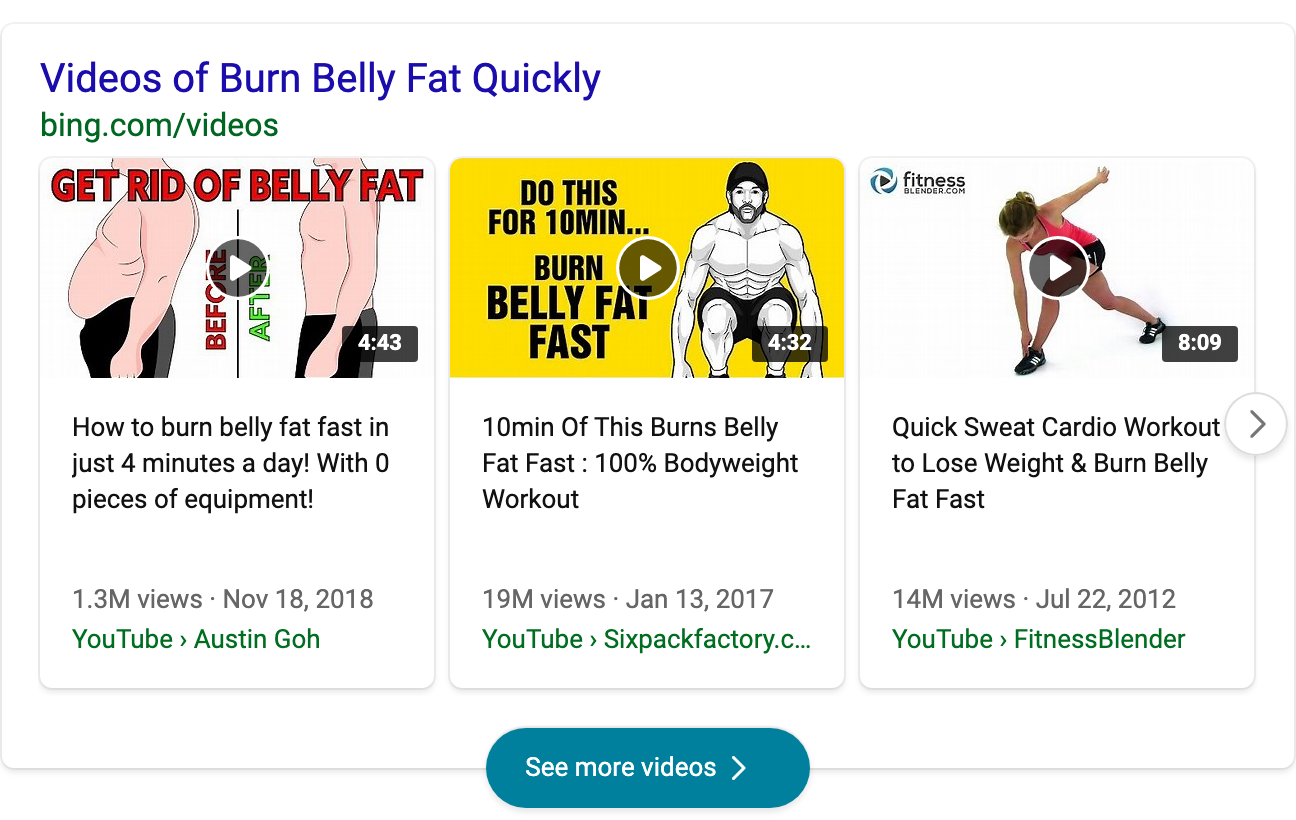 Videos of Burn Belly Fat Quickly
bing.com/videos
GET RID OF BELLY FAT
BEFORE
AFTER
4:43
How to burn belly fat fast in
just 4 minutes a day! With 0
pieces of equipment!
1.3M views · Nov 18, 2018
YouTube › Austin Goh
DO THIS
FOR 10MIN...
BURN
BELLY FAT
FAST
4:32
10min Of This Burns Belly
Fat Fast : 100% Bodyweight
Workout
19M views · Jan 13, 2017
YouTube › Sixpackfactory.c...
fitness
BLENDER.COM
8:09
Quick Sweat Cardio Workout
to Lose Weight & Burn Belly
Fat Fast
14M views · Jul 22, 2012
YouTube › FitnessBlender
See more videos